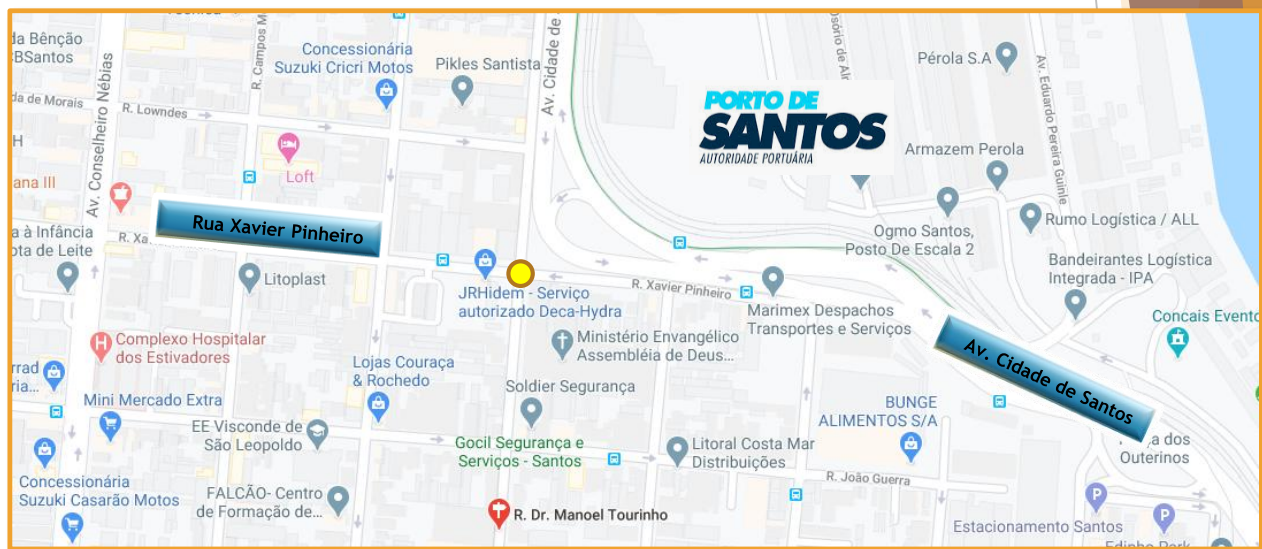 da Bênção
BSantos
Concessionária
Suzuki Cricri Motos
Pikles Santista
Av. Cidade de
R. Campos M
Pérola S.A
Av. Eduardo Pereira Guinle
da de Morais
R. Lowndes
Av. Conselheiro Nébias
PORTO DE
SANTOS
AUTORIDADE PORTUÁRIA
Armazem Perola
Loft
ana III
Rua Xavier Pinheiro
R. Xa
a à Infância
ota de Leite
Litoplast
Ogmo Santos,
Posto De Escala 2
Rumo Logística / ALL
Bandeirantes Logística
Integrada - IPA
JRHidem - Serviço
autorizado Deca-Hydra
R. Xavier Pinheiro
Marimex Despachos
Transportes e Serviços
Concais Evento
Complexo Hospitalar
dos Estivadores
Ministério Envangélico
Assembléia de Deus...
Av. Cidade de Santos
Lojas Couraça
& Rochedo
Soldier Segurança
Mini Mercado Extra
BUNGE
ALIMENTOS S/A
EE Visconde de
São Leopoldo
Gocil Segurança e
Serviços - Santos
Litoral Costa Mar
Distribuições
a dos
Outerinos
R. João Guerra
Concessionária
Suzuki Casarão Motos
FALCÃO- Centro
de Formação de...
R. Dr. Manoel Tourinho
Estacionamento Santos
Edinho Park